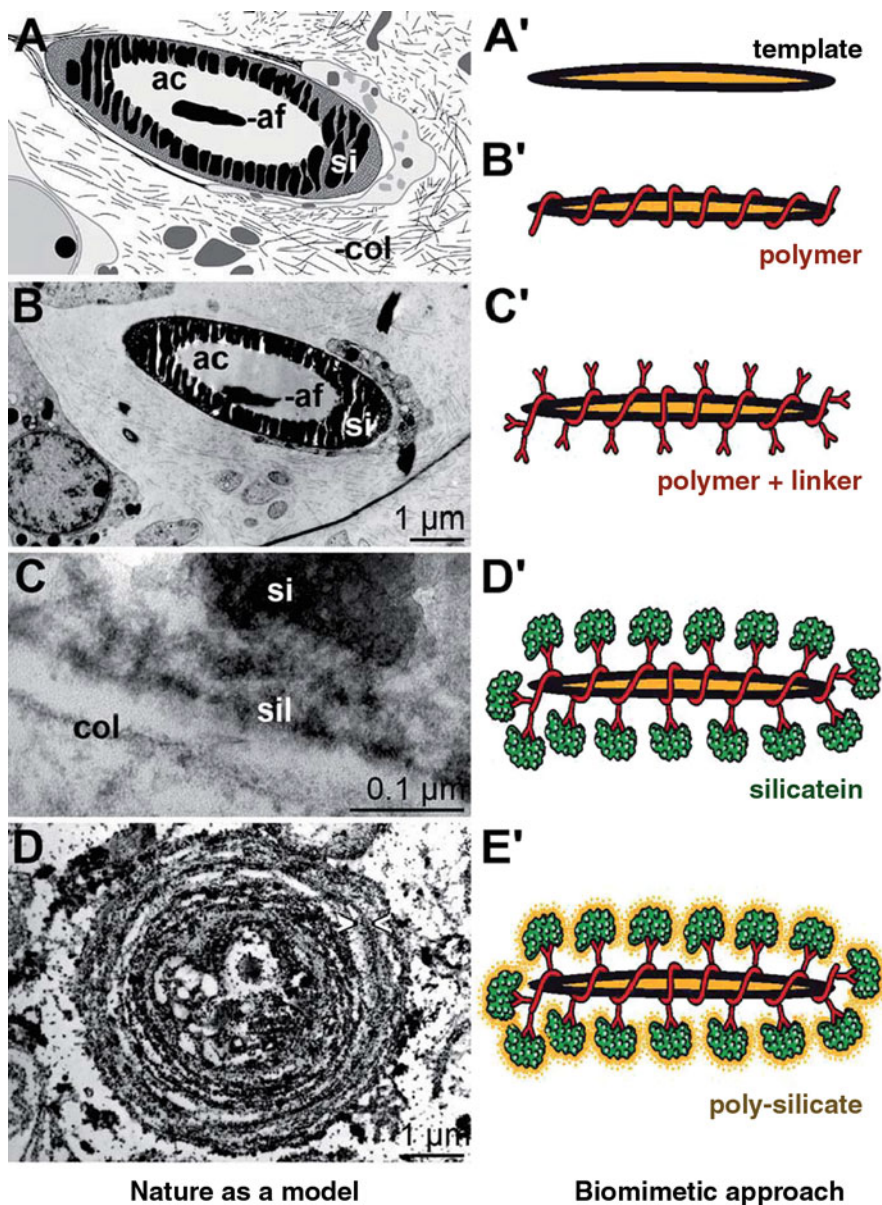 A
ac
-af
si
-col
B
ac
-af
si
1 µm
C
si
sil
col
0.1 µm
D
> <
1 µm
Nature as a model
A'
template
B'
polymer
C'
polymer + linker
D'
silicatein
E'
poly-silicate
Biomimetic approach